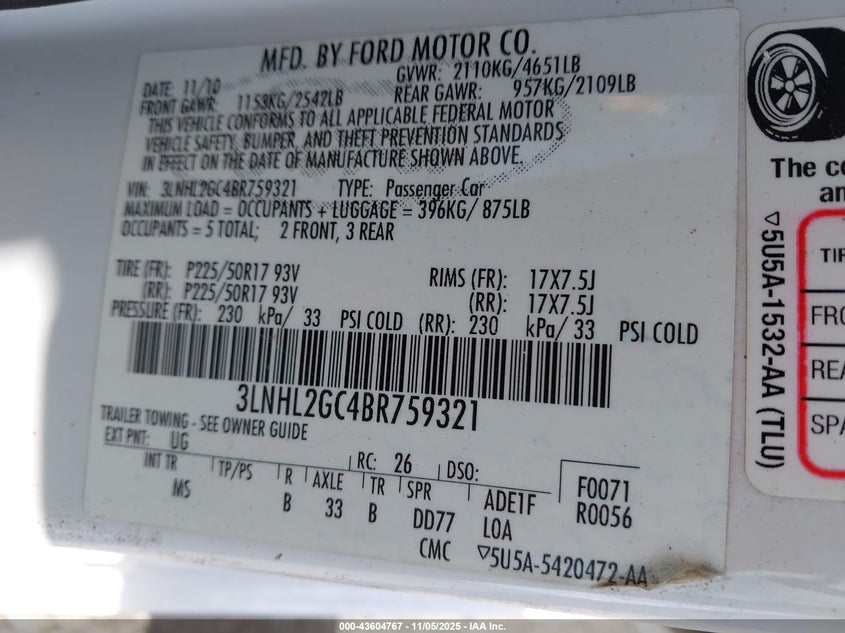 MFD. BY FORD MOTOR CO.
DATE: 11/10 GVWR: 2110KG/4651LB
FRONT GAWR: 1153KG/2542LB REAR GAWR: 957KG/2109LB
THIS VEHICLE CONFORMS TO ALL APPLICABLE FEDERAL MOTOR
VEHICLE SAFETY, BUMPER, AND THEFT PREVENTION STANDARDS
IN EFFECT ON THE DATE OF MANUFACTURE SHOWN ABOVE.
VIN: 3LNHL2GC4BR759321 TYPE: Passenger Car
MAXIMUM LOAD = OCCUPANTS + LUGGAGE = 396KG/ 875LB
OCCUPANTS = 5 TOTAL; 2 FRONT, 3 REAR
TIRE (FR): P225/50R17 93V RIMS (FR): 17X7.5J
(RR): P225/50R17 93V (RR): 17X7.5J
PRESSURE (FR): 230 kPa/ 33 PSI COLD (RR): 230 kPa/ 33 PSI COLD
3LNHL2GC4BR759321
TRAILER TOWING - SEE OWNER GUIDE
EXT PNT: UG RC: 26 DSO:
INT TR TP/PS R AXLE TR SPR ADE1F F0071
MS B 33 B DD77 LOA R0056
CMC ▽5U5A-5420472-AA
The co
an
TIR
FRO
REA
SPA
▽5U5A-1532-AA (TLU)
000-43604767 - 11/05/2025 - IAA Inc.